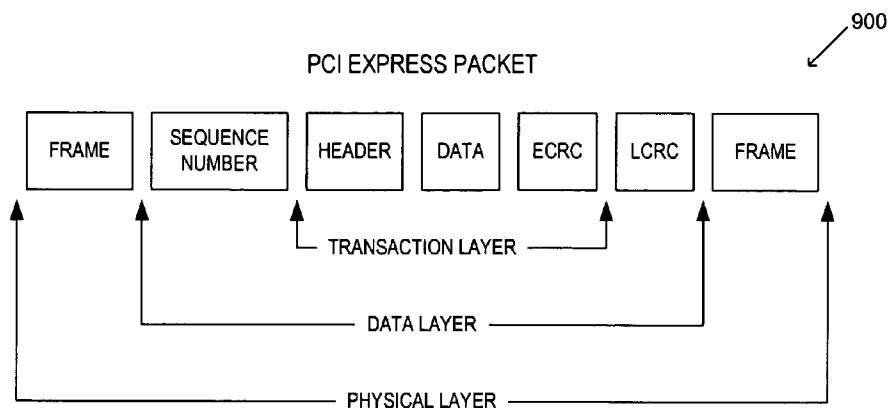 900
PCI EXPRESS PACKET
FRAME
SEQUENCE
NUMBER
HEADER
DATA
ECRC
LCRC
FRAME
TRANSACTION LAYER
DATA LAYER
PHYSICAL LAYER